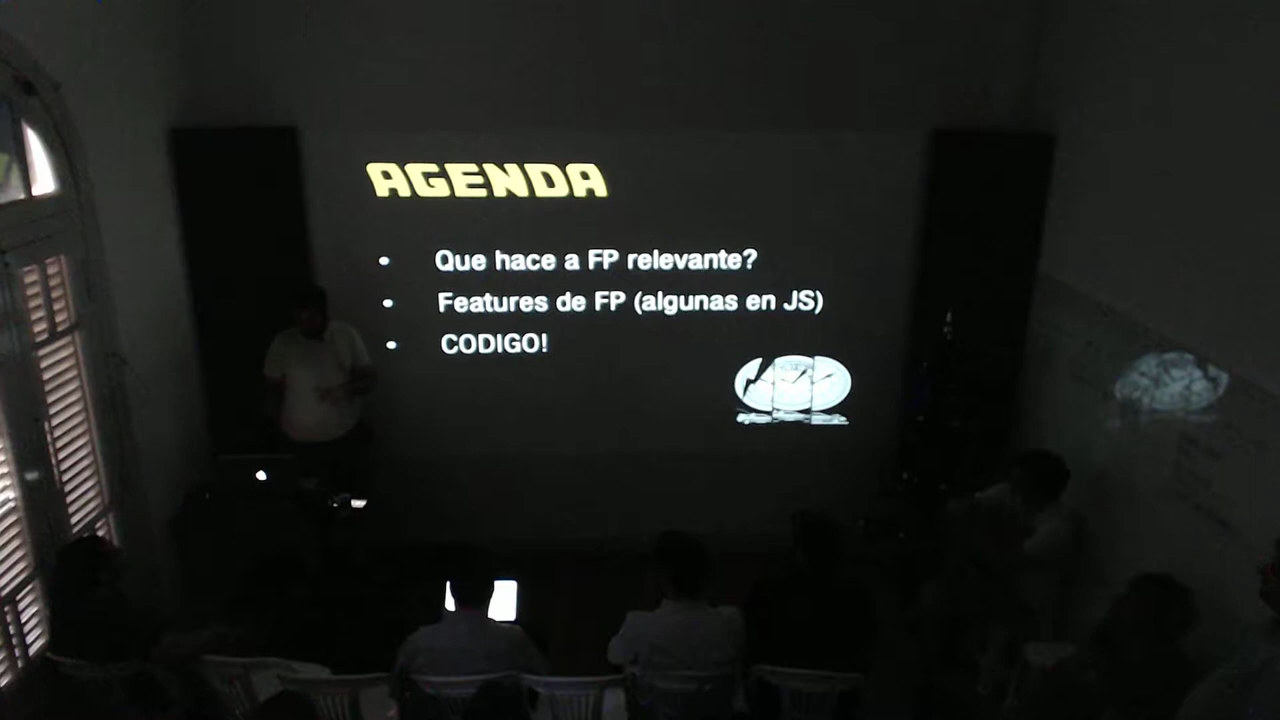 AGENDA
Que hace a FP relevante?
Features de FP (algunas en JS)
CODIGO!